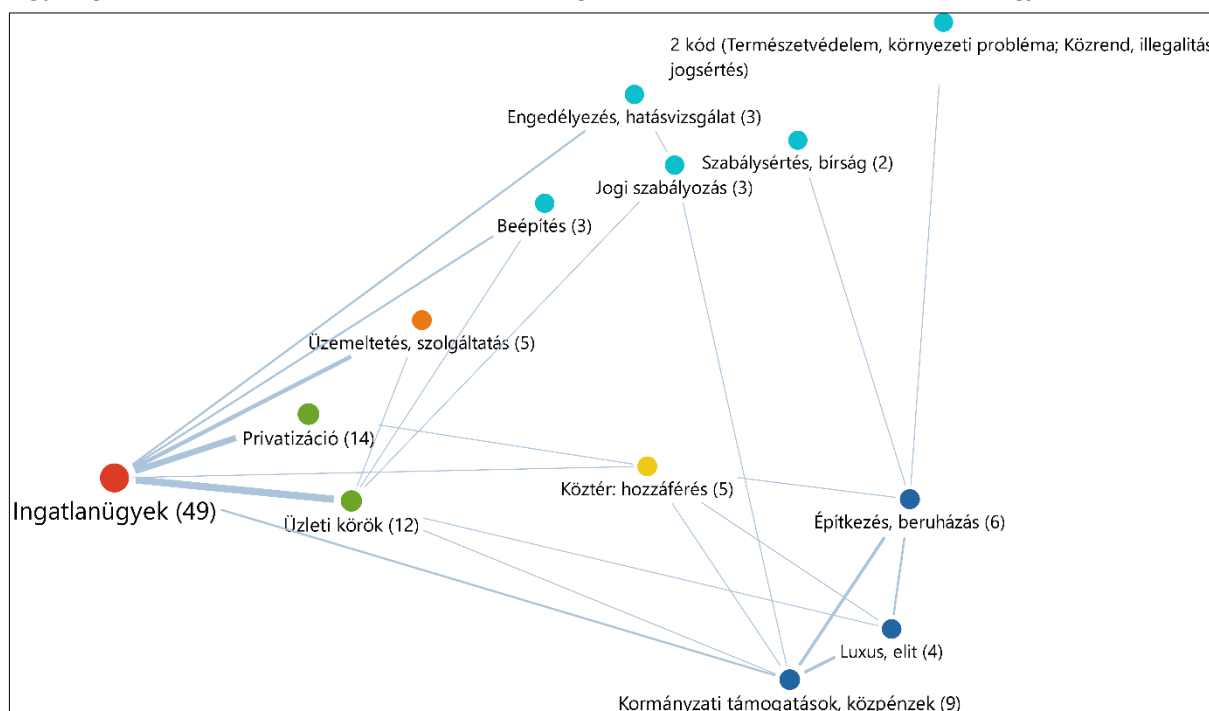 2 kód (Természetvédelem, környezeti probléma; Közrend, illegalitás
jogsértés)
Engedélyezés, hatásvizsgálat (3)
Szabálysértés, bírság (2)
Jogi szabályozás (3)
Beépítés (3)
Üzemeltetés, szolgáltatás (5)
Privatizáció (14)
Köztér: hozzáférés (5)
Ingatlanügyek (49)
Üzleti körök (12)
Építkezés, beruházás (6)
Luxus, elit (4)
Kormányzati támogatások, közpénzek (9)